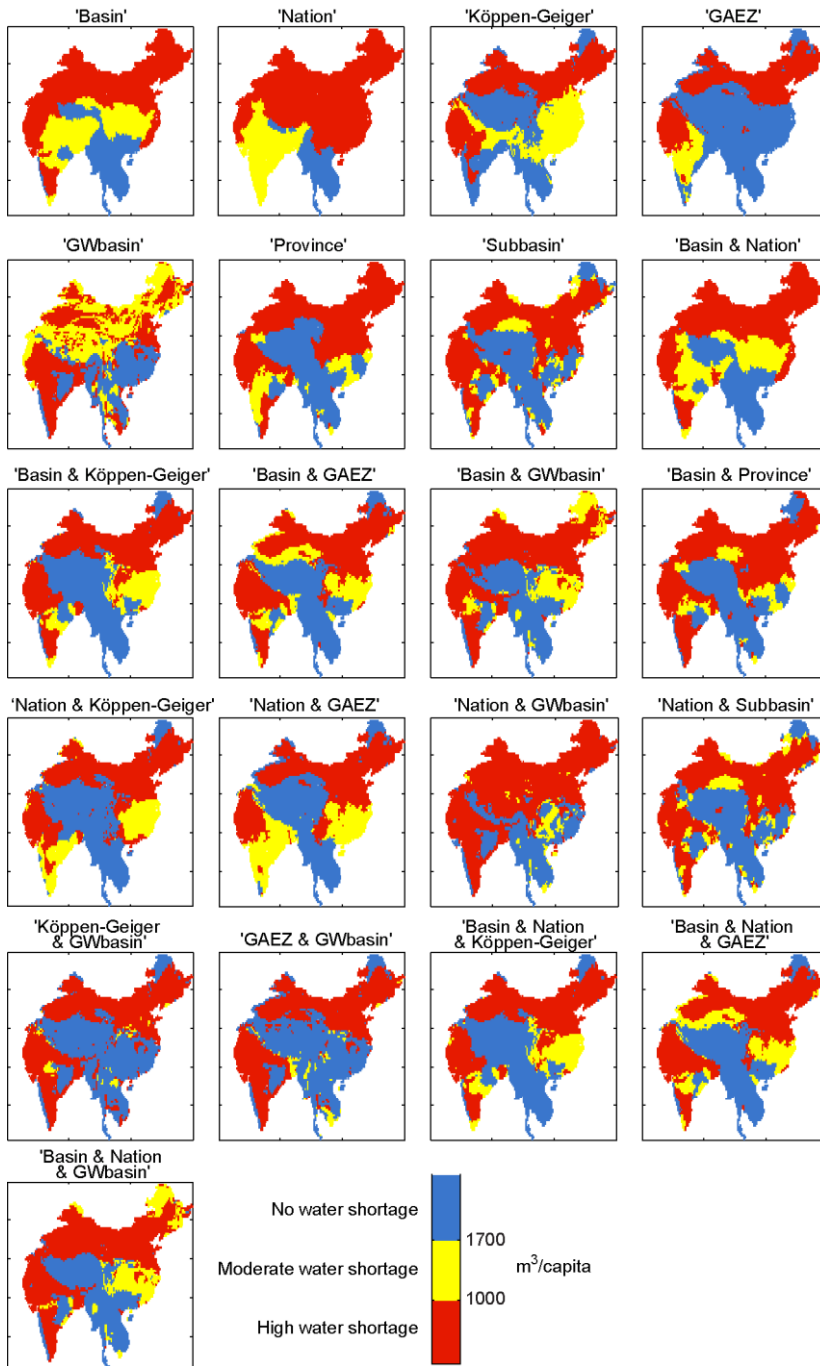 'Basin'
'Nation'
'Köppen-Geiger'
'GAEZ'
'GWbasin'
'Province'
'Subbasin'
'Basin & Nation'
'Basin & Köppen-Geiger'
'Basin & GAEZ'
'Basin & GWbasin'
'Basin & Province'
'Nation & Köppen-Geiger'
'Nation & GAEZ'
'Nation & GWbasin'
'Nation & Subbasin'
'Köppen-Geiger
& GWbasin'
'GAEZ & GWbasin'
'Basin & Nation
& Köppen-Geiger'
'Basin & Nation
& GAEZ'
'Basin & Nation
& GWbasin'
No water shortage
1700
Moderate water shortage
m³/capita
1000
High water shortage